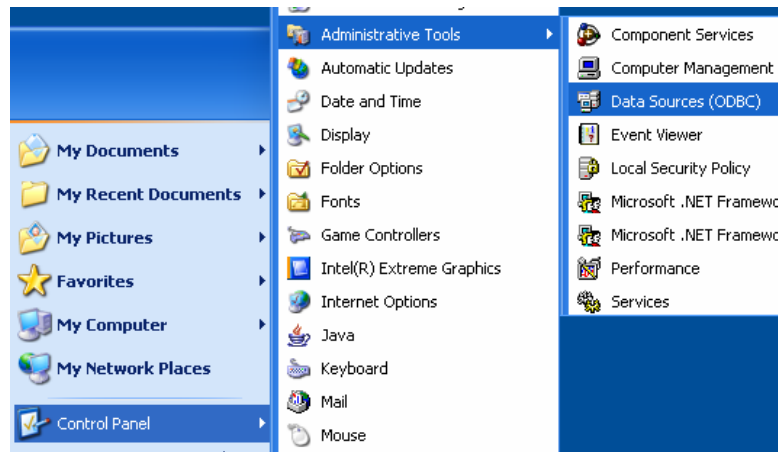 My Documents
My Recent Documents
My Pictures
Favorites
My Computer
My Network Places
Control Panel
Administrative Tools
Automatic Updates
Date and Time
Display
Folder Options
Fonts
Game Controllers
Intel(R) Extreme Graphics
Internet Options
Java
Keyboard
Mail
Mouse
Component Services
Computer Management
Data Sources (ODBC)
Event Viewer
Local Security Policy
Microsoft .NET Framewo
Microsoft .NET Framewo
Performance
Services